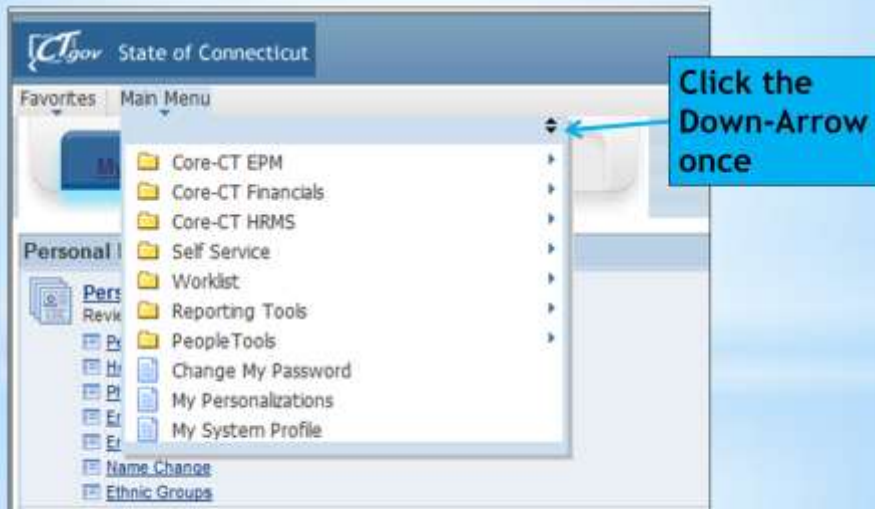 CT.gov State of Connecticut
Favorites Main Menu
Click the
Down-Arrow
once
Core-CT EPM
Core-CT Financials
Core-CT HRMS
Self Service
Worklist
Reporting Tools
PeopleTools
Change My Password
My Personalizations
My System Profile
Personal
Name Change
Ethnic Groups